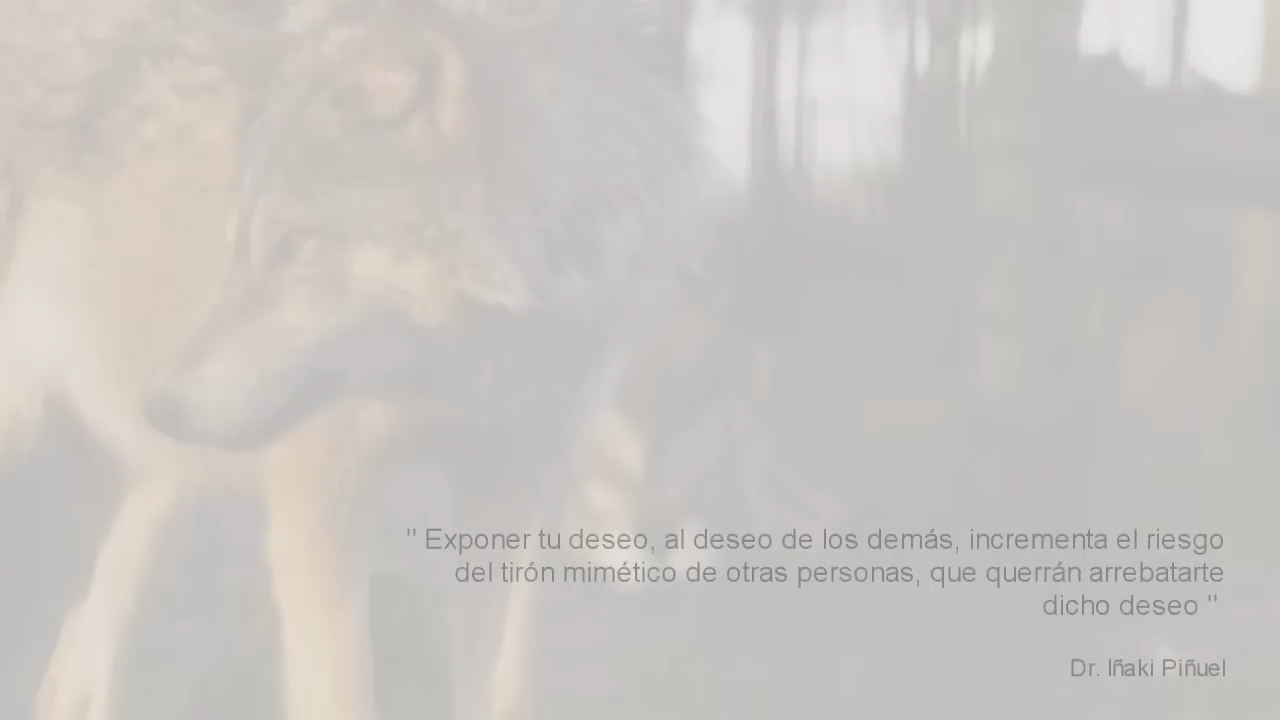 " Exponer tu deseo, al deseo de los demás, incrementa el riesgo
del tirón mimético de otras personas, que querrán arrebatarte
dicho deseo "
Dr. Iñaki Piñuel